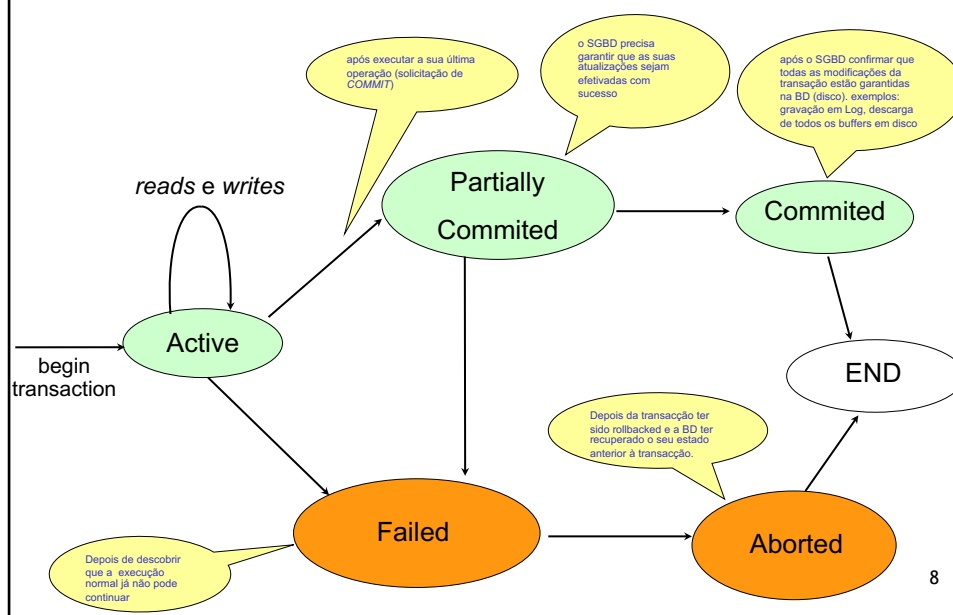 o SGBD precisa
garantir que as suas
atualizações sejam
efetivadas com
sucesso
após executar a sua última
operação (solicitação de
COMMIT)
após o SGBD confirmar que
todas as modificações da
transação estão garantidas
na BD (disco). exemplos:
gravação em Log, descarga
de todos os buffers em disco
reads e writes
Partially
Commited
Commited
Active
begin
transaction
END
Depois da transacção ter
sido rollbacked e a BD ter
recuperado o seu estado
anterior à transacção.
Failed
Aborted
Depois de descobrir
que a execução
normal já não pode
continuar
8